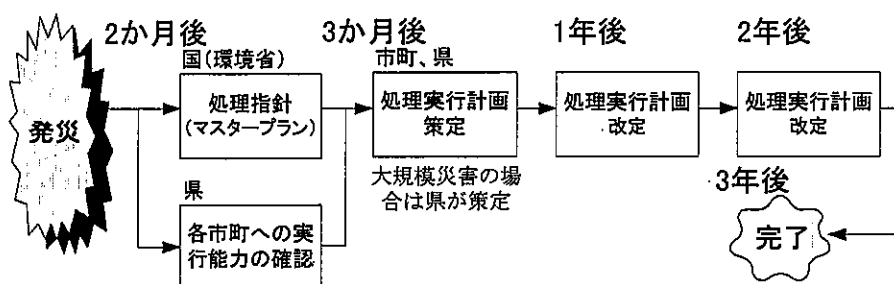 2か月後
3か月後
1年後
2年後
国(環境省)
市町、県
発災
処理指針
(マスタープラン)
処理実行計画
策定
処理実行計画
改定
処理実行計画
改定
大規模災害の場
合は県が策定
3年後
県
各市町への実
行能力の確認
完了